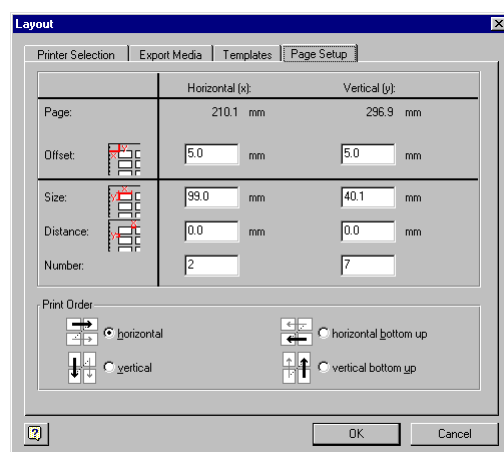 Layout
Printer Selection Export Media Templates Page Setup
Horizontal (x): Vertical (y):
Page: 210.1 mm 296.9 mm
Offset: 5.0 mm 5.0 mm
Size: 99.0 mm 40.1 mm
Distance: 0.0 mm 0.0 mm
Number: 2 7
Print Order
horizontal horizontal bottom up
vertical vertical bottom up
OK Cancel